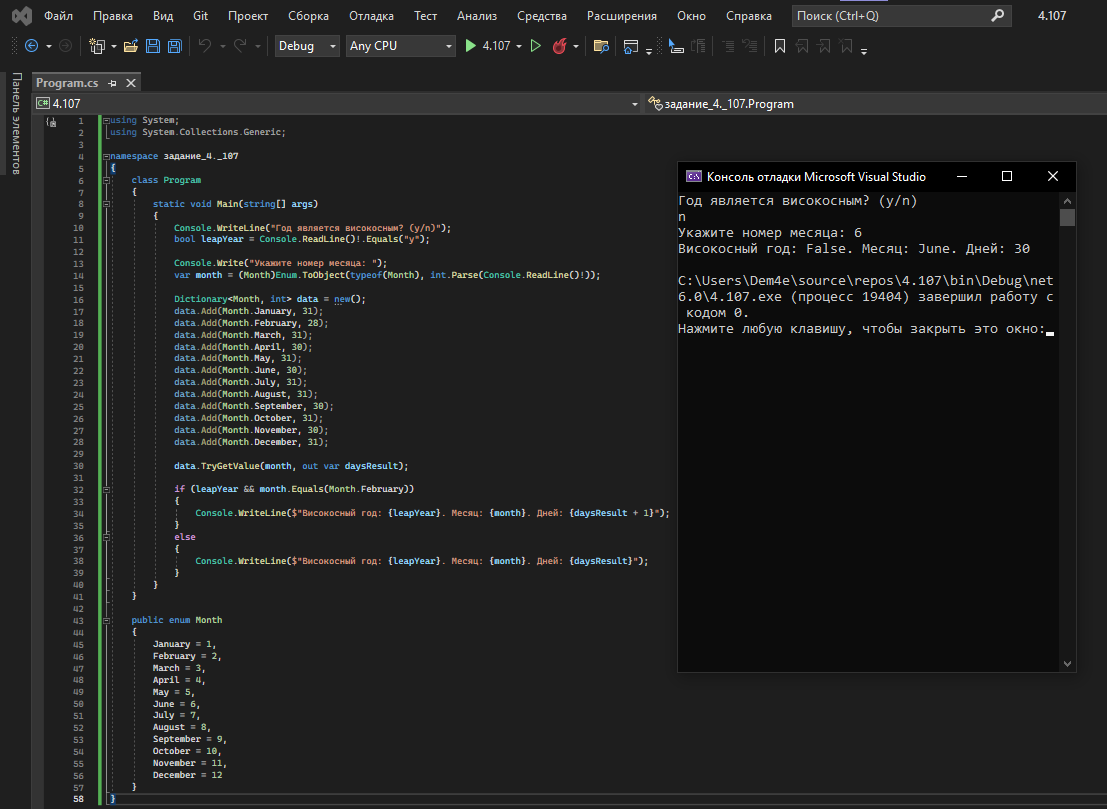 Файл Правка Вид Git Проект Сборка Отладка Тест Анализ Средства Расширения Окно Справка Поиск (Ctrl+Q) 4.107
Debug Any CPU 4.107
Панель элементов
Program.cs
C# 4.107 задание_4._107.Program
1 using System;
2 using System.Collections.Generic;
3
4 namespace задание_4._107
5 {
6 class Program
7 {
8 static void Main(string[] args)
9 {
10 Console.WriteLine("Год является високосным? (y/n)");
11 bool leapYear = Console.ReadLine()!.Equals("y");
12
13 Console.Write("Укажите номер месяца: ");
14 var month = (Month)Enum.ToObject(typeof(Month), int.Parse(Console.ReadLine()!));
15
16 Dictionary<Month, int> data = new();
17 data.Add(Month.January, 31);
18 data.Add(Month.February, 28);
19 data.Add(Month.March, 31);
20 data.Add(Month.April, 30);
21 data.Add(Month.May, 31);
22 data.Add(Month.June, 30);
23 data.Add(Month.July, 31);
24 data.Add(Month.August, 31);
25 data.Add(Month.September, 30);
26 data.Add(Month.October, 31);
27 data.Add(Month.November, 30);
28 data.Add(Month.December, 31);
29
30 data.TryGetValue(month, out var daysResult);
31
32 if (leapYear && month.Equals(Month.February))
33 {
34 Console.WriteLine($"Високосный год: {leapYear}. Месяц: {month}. Дней: {daysResult + 1}");
35 }
36 else
37 {
38 Console.WriteLine($"Високосный год: {leapYear}. Месяц: {month}. Дней: {daysResult}");
39 }
40 }
41 }
42
43 public enum Month
44 {
45 January = 1,
46 February = 2,
47 March = 3,
48 April = 4,
49 May = 5,
50 June = 6,
51 July = 7,
52 August = 8,
53 September = 9,
54 October = 10,
55 November = 11,
56 December = 12
57 }
58 }
Консоль отладки Microsoft Visual Studio
Год является високосным? (y/n)
n
Укажите номер месяца: 6
Високосный год: False. Месяц: June. Дней: 30
C:\Users\Dem4e\source\repos\4.107\bin\Debug\net
6.0\4.107.exe (процесс 19404) завершил работу с
кодом 0.
Нажмите любую клавишу, чтобы закрыть это окно: